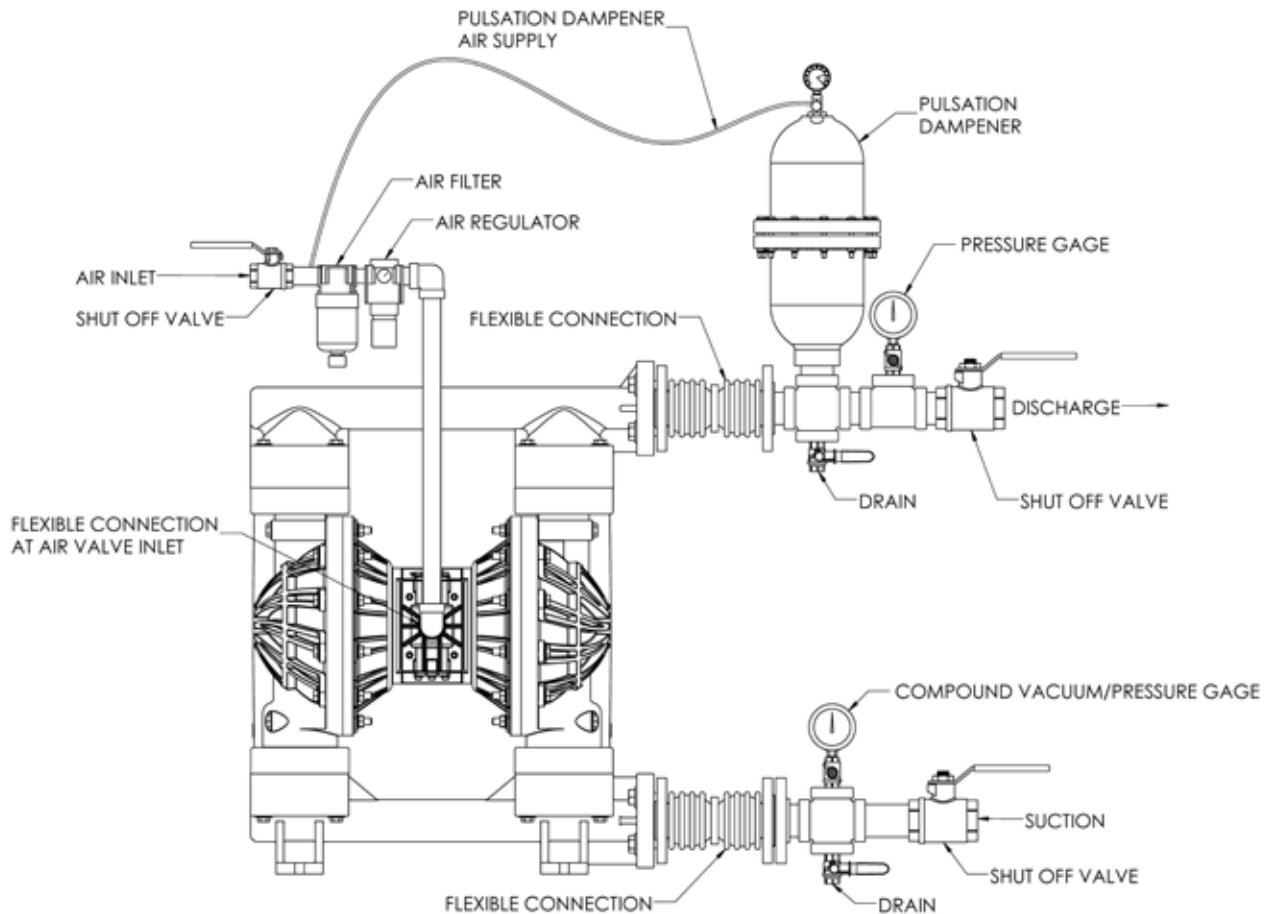 PULSATION DAMPENER
AIR SUPPLY
PULSATION
DAMPENER
AIR FILTER
AIR REGULATOR
PRESSURE GAGE
AIR INLET
SHUT OFF VALVE
FLEXIBLE CONNECTION
DISCHARGE
DRAIN
SHUT OFF VALVE
FLEXIBLE CONNECTION
AT AIR VALVE INLET
COMPOUND VACUUM/PRESSURE GAGE
SUCTION
SHUT OFF VALVE
FLEXIBLE CONNECTION
DRAIN